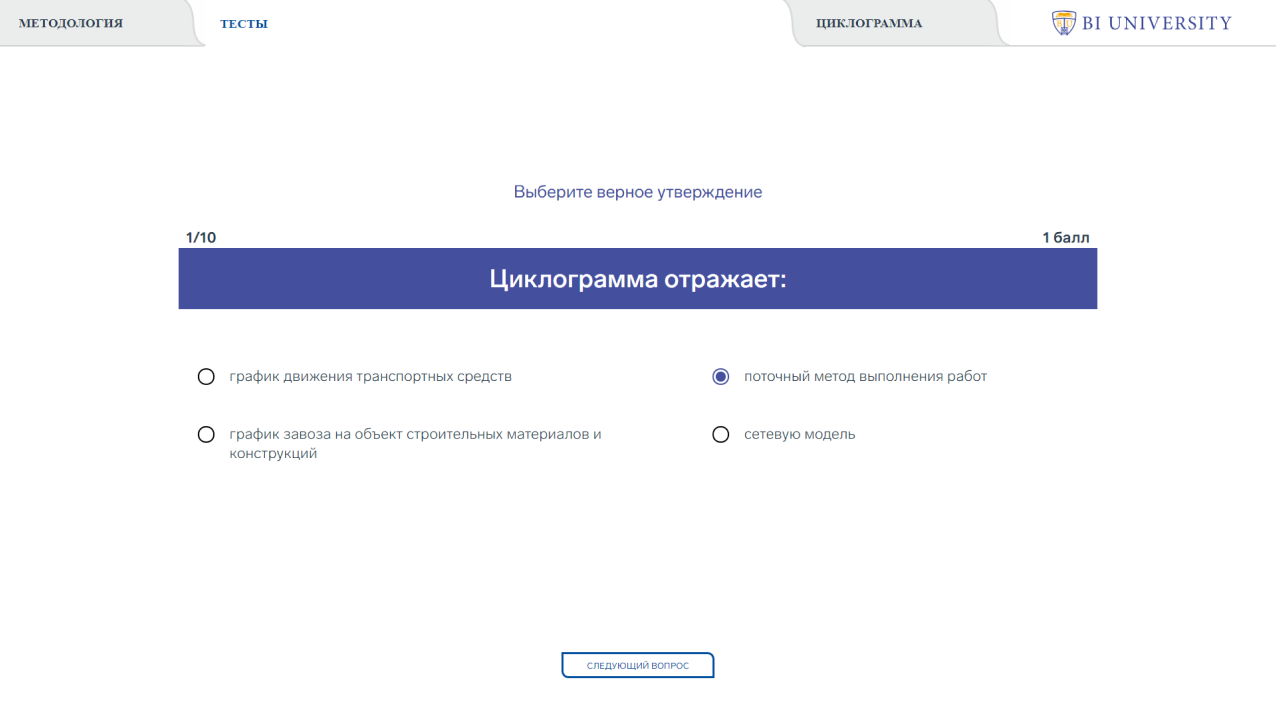 МЕТОДОЛОГИЯ
ТЕСТЫ
ЦИКЛОГРАММА
BI UNIVERSITY
Выберите верное утверждение
1/10
1 балл
Циклограмма отражает:
график движения транспортных средств
поточный метод выполнения работ
график завоза на объект строительных материалов и
конструкций
сетевую модель
СЛЕДУЮЩИЙ ВОПРОС